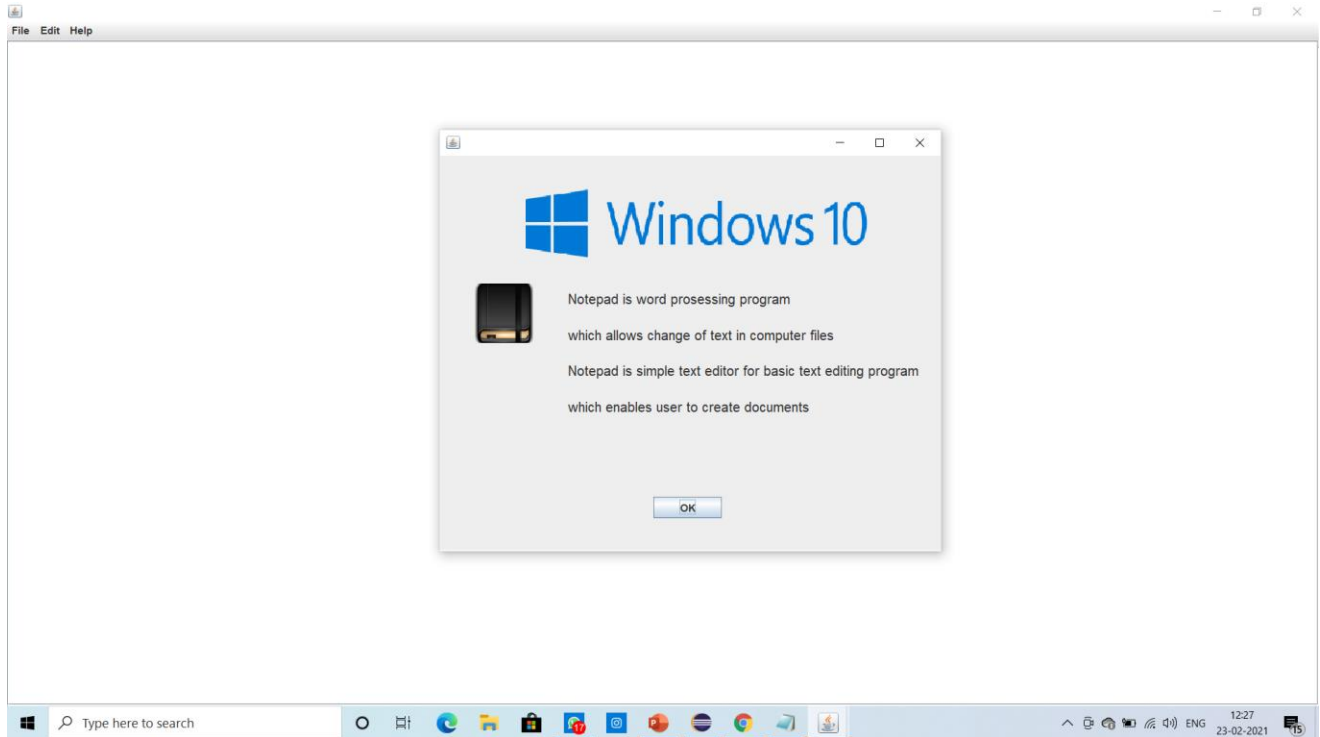 File Edit Help
Windows 10
Notepad is word prosessing program
which allows change of text in computer files
Notepad is simple text editor for basic text editing program
which enables user to create documents
OK
Type here to search
17
ENG
12:27
23-02-2021
15